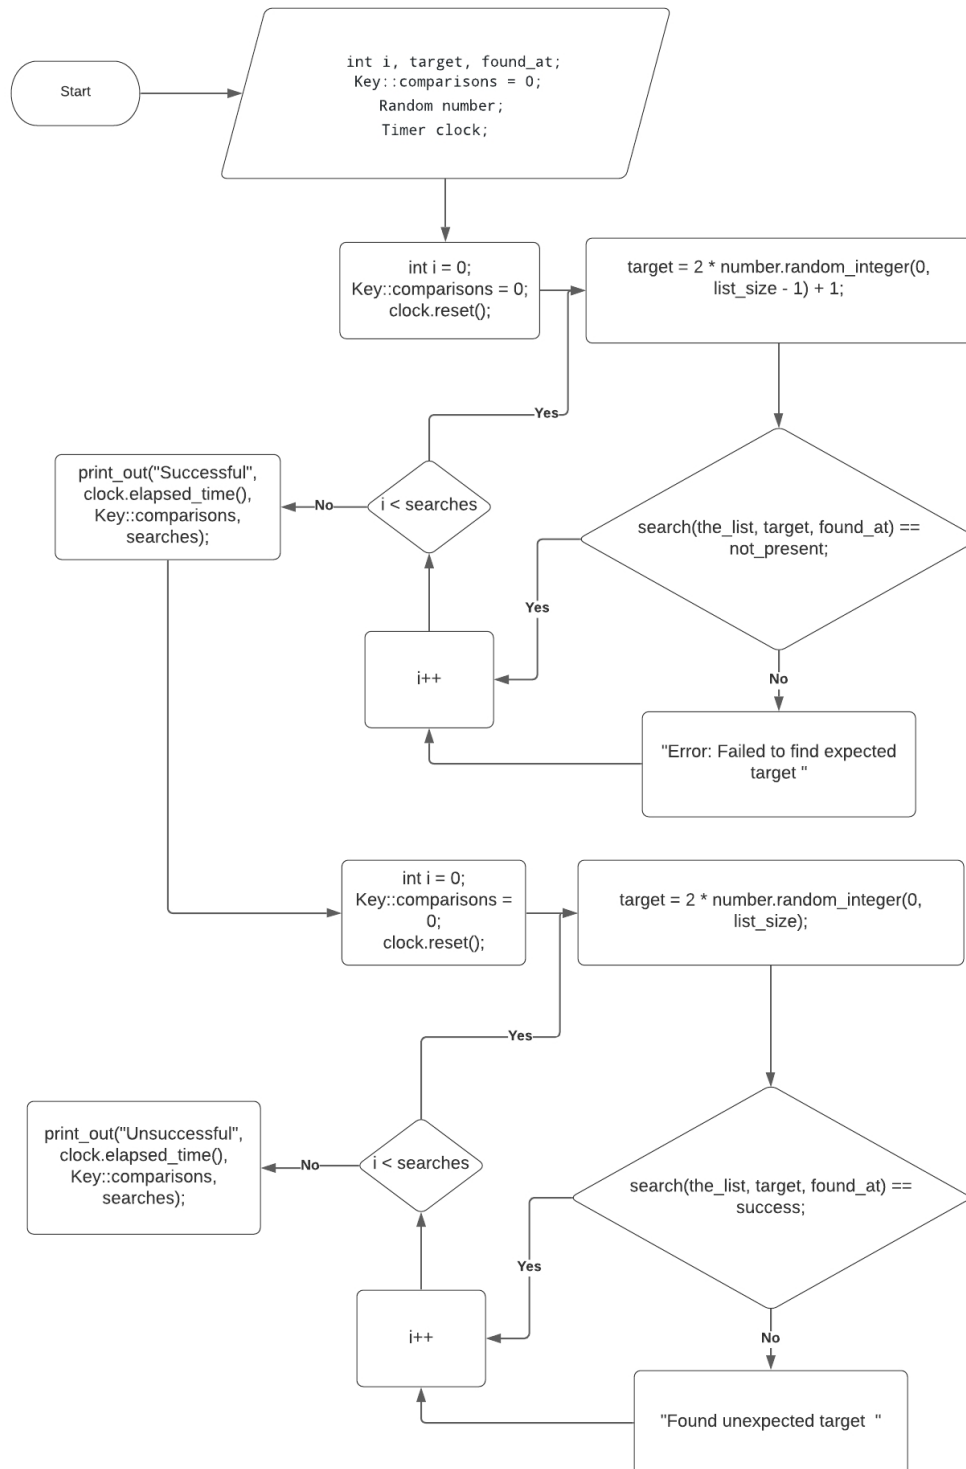 Start
int i, target, found_at;
Key::comparisons = 0;
Random number;
Timer clock;
int i = 0;
Key::comparisons = 0;
clock.reset();
target = 2 * number.random_integer(0,
list_size - 1) + 1;
Yes
print_out("Successful",
clock.elapsed_time(),
Key::comparisons,
searches);
No
i < searches
search(the_list, target, found_at) ==
not_present;
Yes
i++
No
"Error: Failed to find expected
target "
int i = 0;
Key::comparisons =
0;
clock.reset();
target = 2 * number.random_integer(0,
list_size);
Yes
print_out("Unsuccessful",
clock.elapsed_time(),
Key::comparisons,
searches);
No
i < searches
search(the_list, target, found_at) ==
success;
Yes
i++
No
"Found unexpected target  "